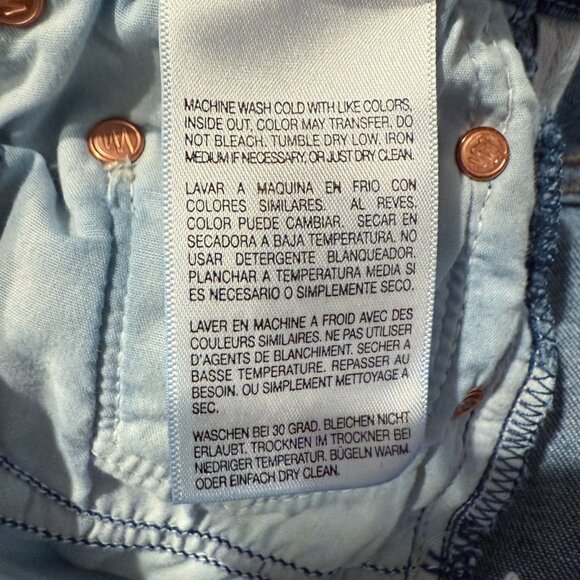 MACHINE WASH COLD WITH LIKE COLORS,
INSIDE OUT, COLOR MAY TRANSFER. DO
NOT BLEACH. TUMBLE DRY LOW, IRON
MEDIUM IF NECESSARY, OR JUST DRY CLEAN.
LAVAR A MAQUINA EN FRIO CON
COLORES SIMILARES. AL REVES.
COLOR PUEDE CAMBIAR. SECAR EN
SECADORA A BAJA TEMPERATURA. NO
USAR DETERGENTE BLANQUEADOR.
PLANCHAR A TEMPERATURA MEDIA SI
ES NECESARIO O SIMPLEMENTE SECO.
LAVER EN MACHINE A FROID AVEC DES
COULEURS SIMILAIRES. NE PAS UTILISER
D'AGENTS DE BLANCHIMENT. SECHER A
BASSE TEMPERATURE. REPASSER AU
BESOIN. OU SIMPLEMENT METTOYAGE A
SEC.
WASCHEN BEI 30 GRAD. BLEICHEN NICHT
ERLAUBT. TROCKNEN IM TROCKNER BEI
NIEDRIGER TEMPERATUR. BÜGELN WARM
ODER EINFACH DRY CLEAN.